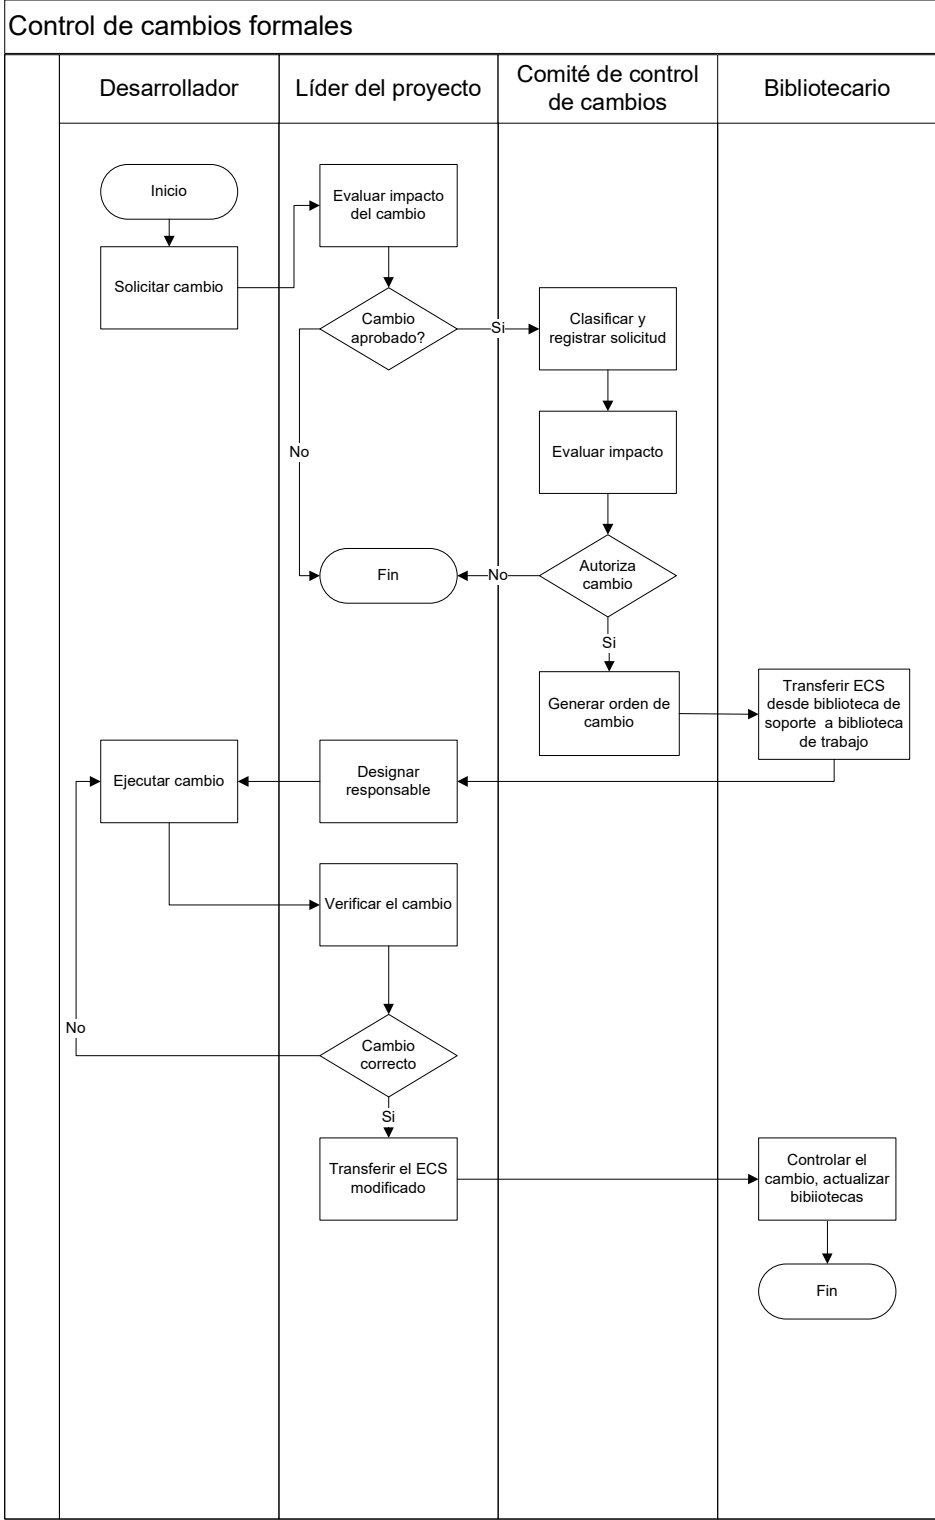 Control de cambios formales
Desarrollador
Líder del proyecto
Comité de control
de cambios
Bibliotecario
Inicio
Solicitar cambio
Evaluar impacto
del cambio
Cambio
aprobado?
Si
No
Clasificar y
registrar solicitud
Evaluar impacto
Autoriza
cambio
No
Fin
Si
Generar orden de
cambio
Transferir ECS
desde biblioteca de
soporte a biblioteca
de trabajo
Designar
responsable
Ejecutar cambio
Verificar el cambio
Cambio
correcto
No
Si
Transferir el ECS
modificado
Controlar el
cambio, actualizar
bibiiotecas
Fin